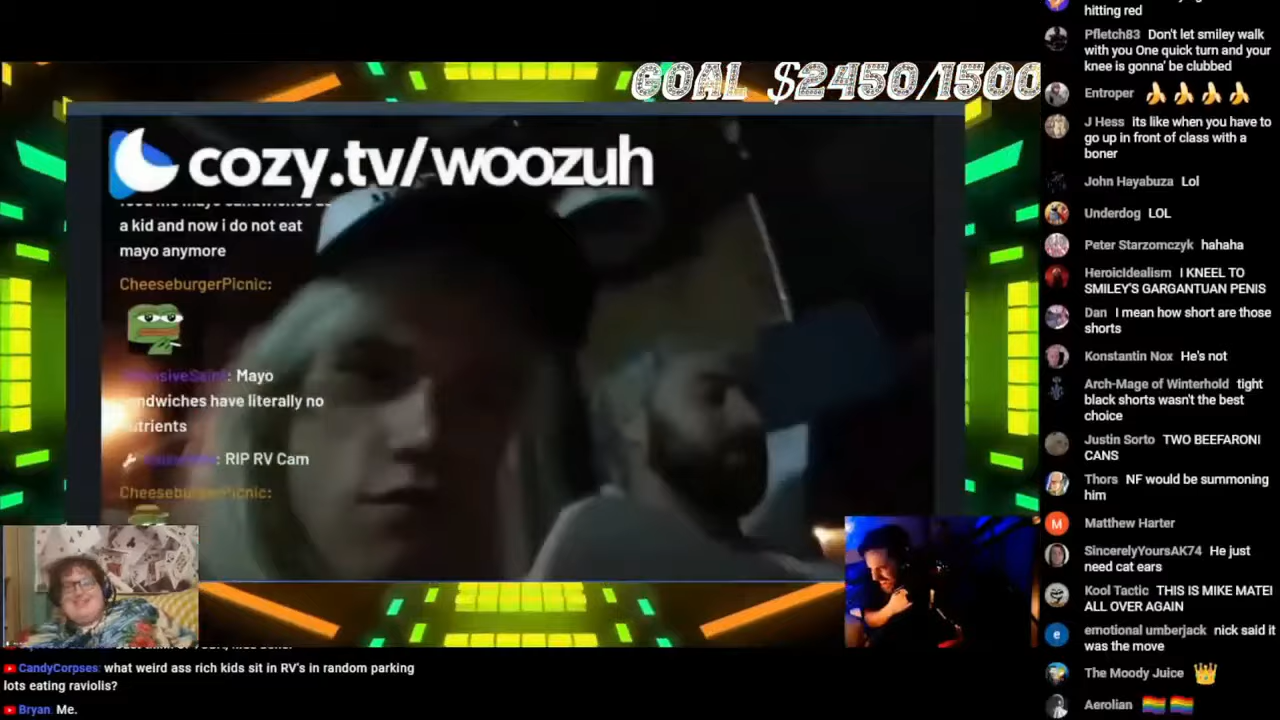 GOAL $2450/1500
cozy.tv/woozuh
a kid and now i do not eat
mayo anymore
CheeseburgerPicnic:
: Mayo
have literally no
: RIP RV Cam
CheeseburgerPicnic:
CandyCorpses: what weird ass rich kids sit in RV's in random parking
lots eating raviolis?
Bryan: Me.
hitting red
Pfletch83 Don't let smiley walk
with you One quick turn and your
knee is gonna' be clubbed
Entroper
J Hess its like when you have to
go up in front of class with a
boner
John Hayabuza Lol
Underdog LOL
Peter Starzomczyk hahaha
HeroicIdealism I KNEEL TO
SMILEY'S GARGANTUAN PENIS
Dan I mean how short are those
shorts
Konstantin Nox He's not
Arch-Mage of Winterhold tight
black shorts wasn't the best
choice
Justin Sorto TWO BEEFARONI
CANS
Thors NF would be summoning
him
M Matthew Harter
SincerelyYoursAK74 He just
need cat ears
Kool Tactic THIS IS MIKE MATEI
ALL OVER AGAIN
e emotional umberjack nick said it
was the move
The Moody Juice
Aerolian